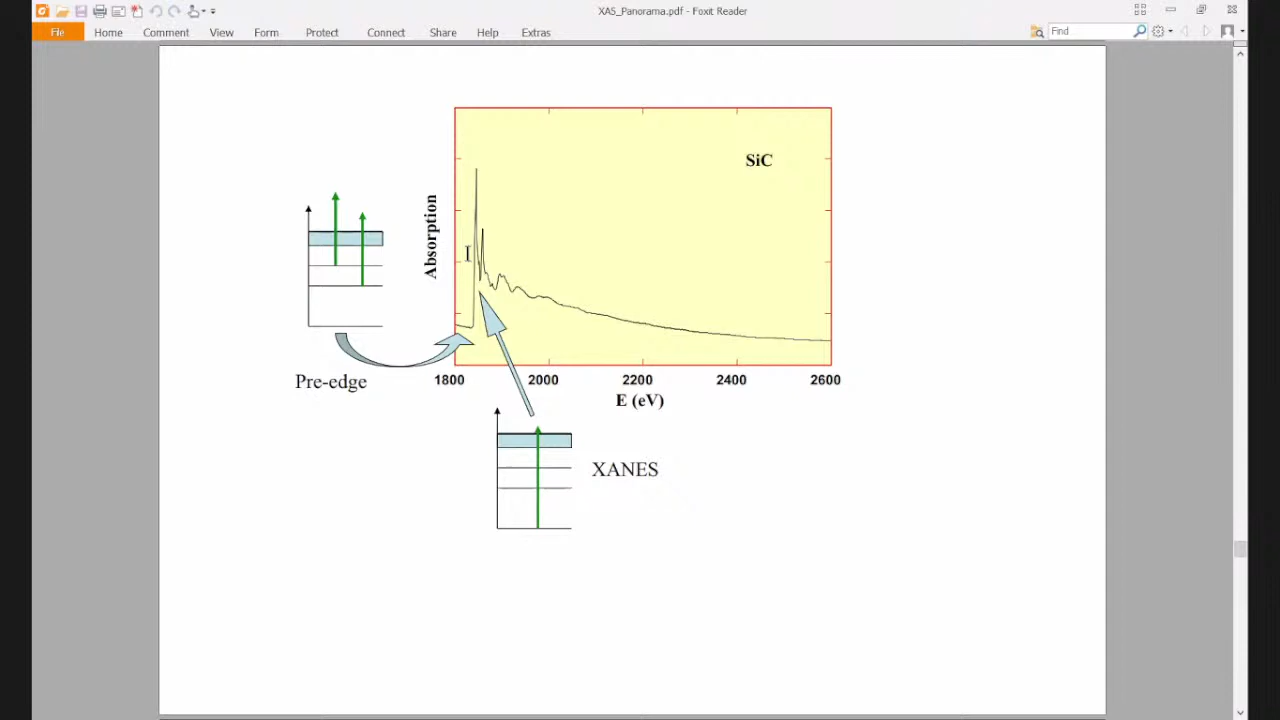 XAS_Panorama.pdf - Foxit Reader
File Home Comment View Form Protect Connect Share Help Extras Find
SiC
Absorption
Pre-edge
1800 2000 2200 2400 2600
E (eV)
XANES